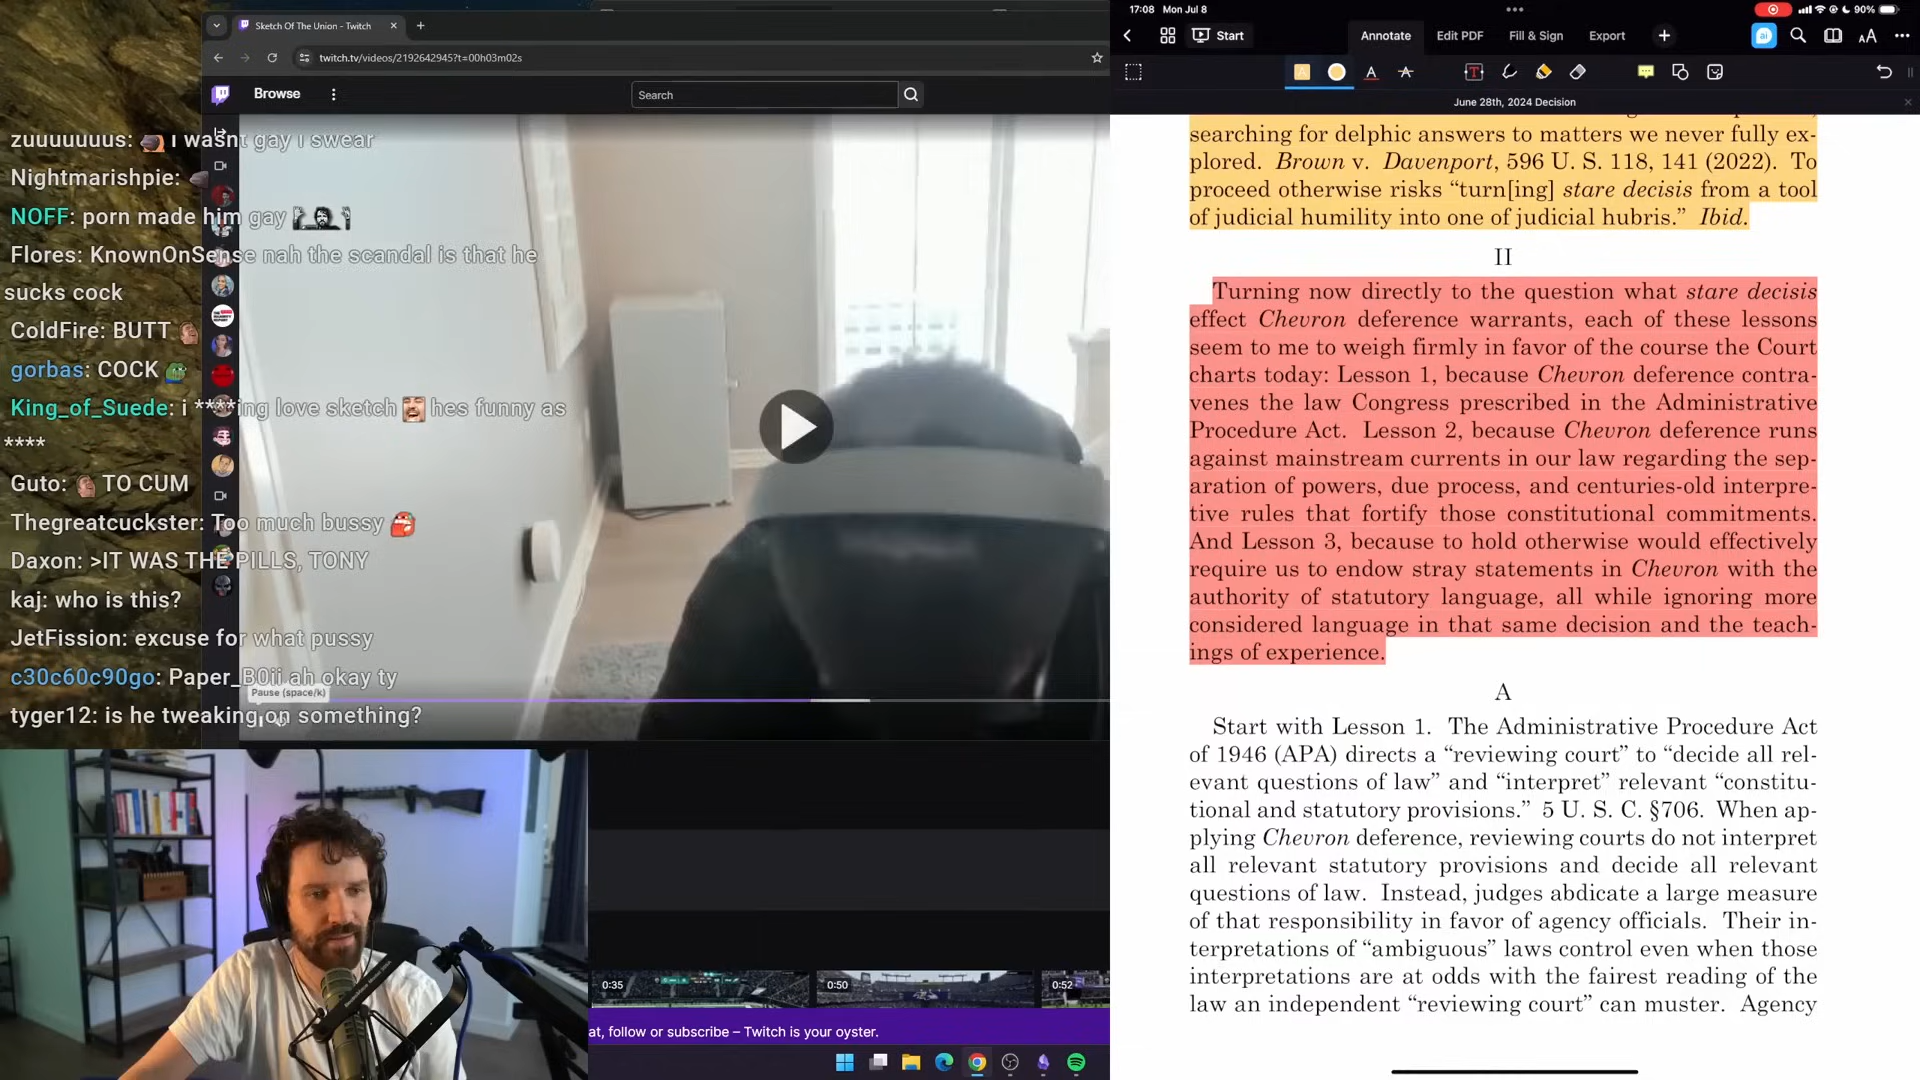 Sketch Of The Union - Twitch
twitch.tv/videos/2192642945?t=00h03m02s
Browse
Search
zuuuuuuus: i wasnt gay i swear
Nightmarishpie:
NOFF: porn made him gay
Flores: KnownOnSense nah the scandal is that he
sucks cock
ColdFire: BUTT
gorbas: COCK
King_of_Suede: i ****ing love sketch hes funny as
****
Guto: TO CUM
Thegreatcuckster: Too much bussy
Daxon: >IT WAS THE PILLS, TONY
kaj: who is this?
JetFission: excuse for what pussy
c30c60c90go: Paper_B0ii ah okay ty
Pause (space/k)
tyger12: is he tweaking on something?
0:35
0:50
0:52
at, follow or subscribe – Twitch is your oyster.
17:08 Mon Jul 8
90%
Start
Annotate
Edit PDF
Fill & Sign
Export
ai
AA
June 28th, 2024 Decision
searching for delphic answers to matters we never fully ex-
plored. Brown v. Davenport, 596 U. S. 118, 141 (2022). To
proceed otherwise risks “turn[ing] stare decisis from a tool
of judicial humility into one of judicial hubris.” Ibid.
II
Turning now directly to the question what stare decisis
effect Chevron deference warrants, each of these lessons
seem to me to weigh firmly in favor of the course the Court
charts today: Lesson 1, because Chevron deference contra-
venes the law Congress prescribed in the Administrative
Procedure Act. Lesson 2, because Chevron deference runs
against mainstream currents in our law regarding the sep-
aration of powers, due process, and centuries-old interpre-
tive rules that fortify those constitutional commitments.
And Lesson 3, because to hold otherwise would effectively
require us to endow stray statements in Chevron with the
authority of statutory language, all while ignoring more
considered language in that same decision and the teach-
ings of experience.
A
Start with Lesson 1. The Administrative Procedure Act
of 1946 (APA) directs a “reviewing court” to “decide all rel-
evant questions of law” and “interpret” relevant “constitu-
tional and statutory provisions.” 5 U. S. C. §706. When ap-
plying Chevron deference, reviewing courts do not interpret
all relevant statutory provisions and decide all relevant
questions of law. Instead, judges abdicate a large measure
of that responsibility in favor of agency officials. Their in-
terpretations of “ambiguous” laws control even when those
interpretations are at odds with the fairest reading of the
law an independent “reviewing court” can muster. Agency